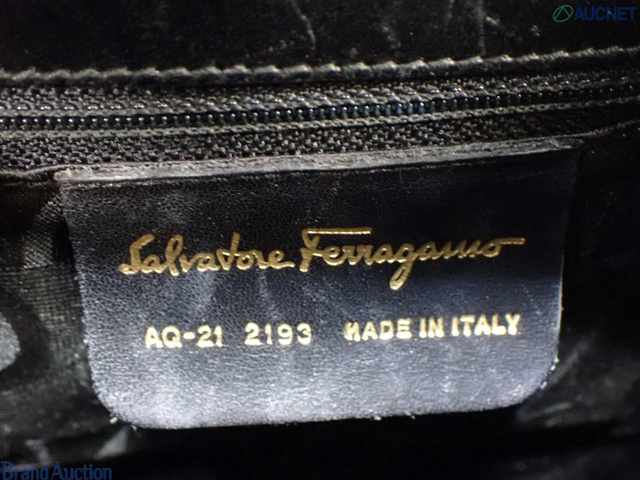 AUCNET
Salvatore Ferragamo
AQ-21 2193 MADE IN ITALY
Brand Auction